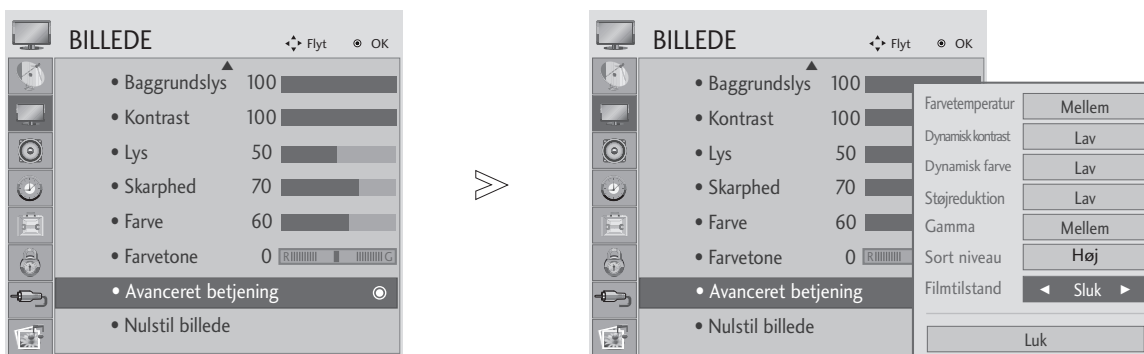 BILLEDE Flyt OK
• Baggrundslys 100
• Kontrast 100
• Lys 50
• Skarphed 70
• Farve 60
• Farvetone 0 R G
• Avanceret betjening
• Nulstil billede
BILLEDE Flyt OK
• Baggrundslys 100
• Kontrast 100
• Lys 50
• Skarphed 70
• Farve 60
• Farvetone 0 R
• Avanceret betjening
• Nulstil billede
Farvetemperatur Mellem
Dynamisk kontrast Lav
Dynamisk farve Lav
Støjreduktion Lav
Gamma Mellem
Sort niveau Høj
Filmtilstand ◄ Sluk ►
Luk